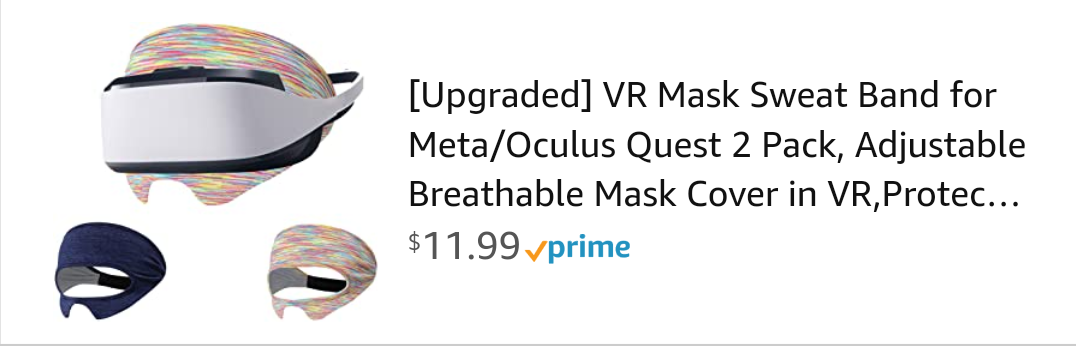 [Upgraded] VR Mask Sweat Band for
Meta/Oculus Quest 2 Pack, Adjustable
Breathable Mask Cover in VR,Protec...
$11.99 prime